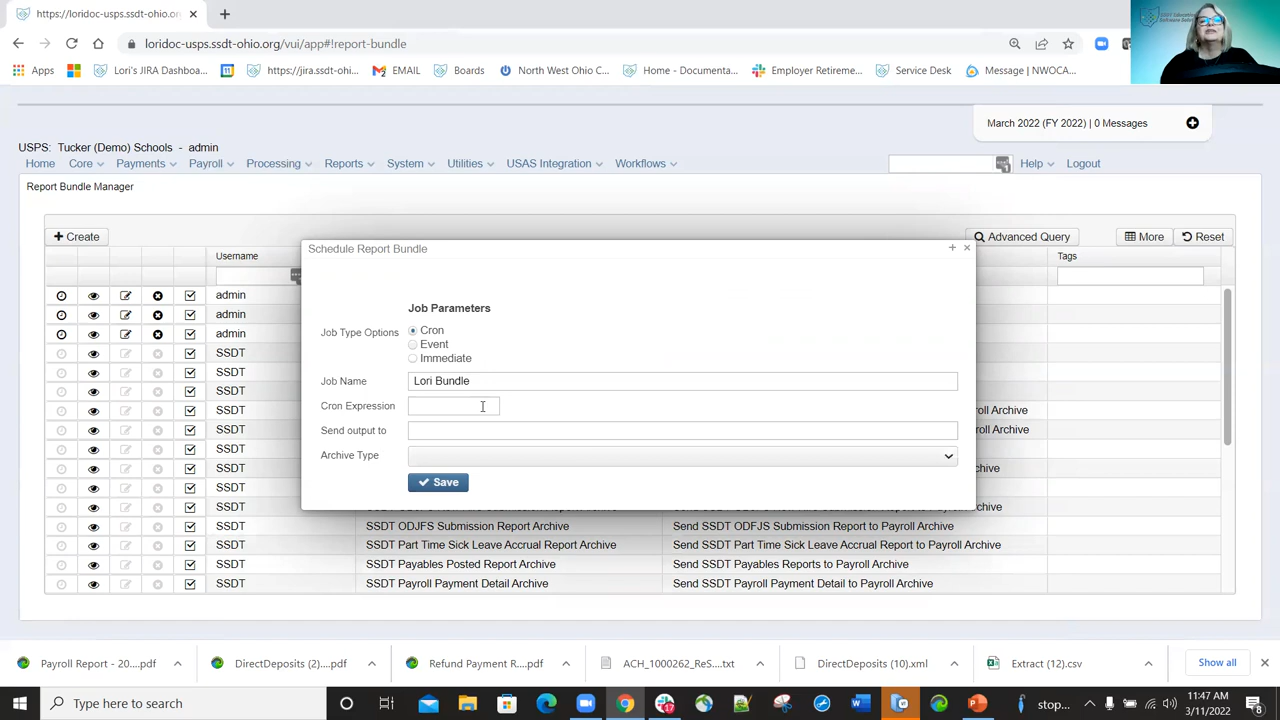 https://loridoc-usps.ssdt-ohio.org/
loridoc-usps.ssdt-ohio.org/vui/app#!report-bundle
Apps Lori's JIRA Dashboa... https://jira.ssdt-ohi... EMAIL Boards North West Ohio C... Home - Documenta... Employer Retireme... Service Desk Message | NWOCA...
March 2022 (FY 2022) | 0 Messages
USPS: Tucker (Demo) Schools - admin
Home Core Payments Payroll Processing Reports System Utilities USAS Integration Workflows Help Logout
Report Bundle Manager
Create Advanced Query More Reset
Username Tags
Schedule Report Bundle
Job Parameters
Job Type Options Cron
Event
Immediate
Job Name Lori Bundle
Cron Expression
Send output to
Archive Type
Save
admin
admin
admin
SSDT
SSDT
SSDT
SSDT roll Archive
SSDT roll Archive
SSDT
SSDT chive
SSDT
SSDT
SSDT SSDT ODJFS Submission Report Archive Send SSDT ODFJS Submission Report to Payroll Archive
SSDT SSDT Part Time Sick Leave Accrual Report Archive Send SSDT Part Time Sick Leave Accrual Report to Payroll Archive
SSDT SSDT Payables Posted Report Archive Send SSDT Payables Reports to Payroll Archive
SSDT SSDT Payroll Payment Detail Archive Send SSDT Payroll Payment Detail to Payroll Archive
Payroll Report - 20....pdf DirectDeposits (2)....pdf Refund Payment R....pdf ACH_1000262_ReS....txt DirectDeposits (10).xml Extract (12).csv Show all
Type here to search
17
stop...
11:47 AM
3/11/2022
8